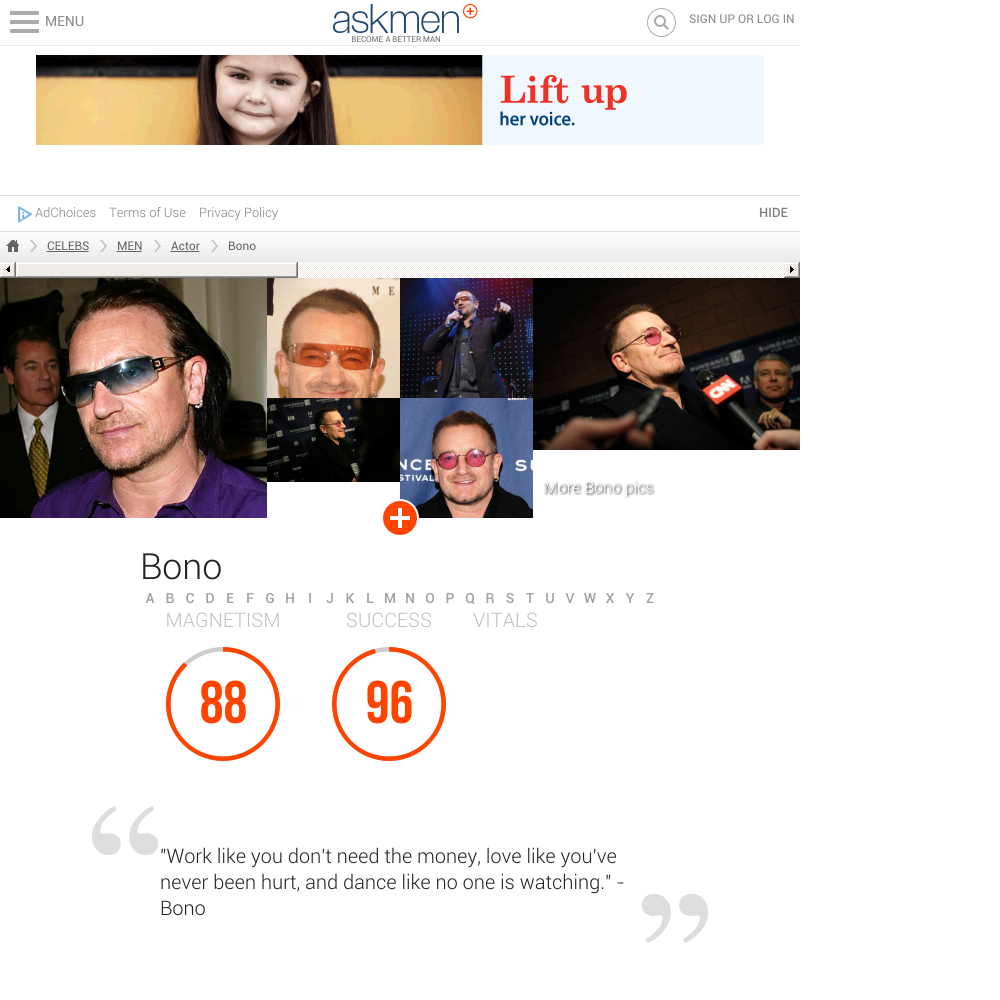 MENU
askmen
BECOME A BETTER MAN
SIGN UP OR LOG IN
Lift up
her voice.
AdChoices Terms of Use Privacy Policy
HIDE
CELEBS MEN Actor Bono
M E
CNN
SUNDANCE
NCE SU
STIVAL
More Bono pics
Bono
A B C D E F G H I J K L M N O P Q R S T U V W X Y Z
MAGNETISM SUCCESS VITALS
88 96
"Work like you don't need the money, love like you've
never been hurt, and dance like no one is watching." -
Bono